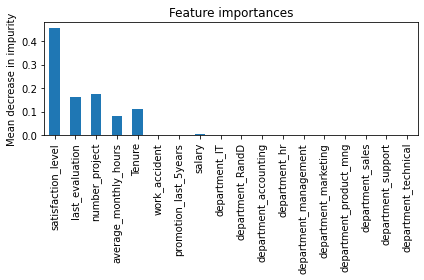 Feature importances
Mean decrease in impurity
0.4
0.3
0.2
0.1
0.0
satisfaction_level
last_evaluation
number_project
average_monthly_hours
Tenure
work_accident
promotion_last_5years
salary
department_IT
department_RandD
department_accounting
department_hr
department_management
department_marketing
department_product_mng
department_sales
department_support
department_technical